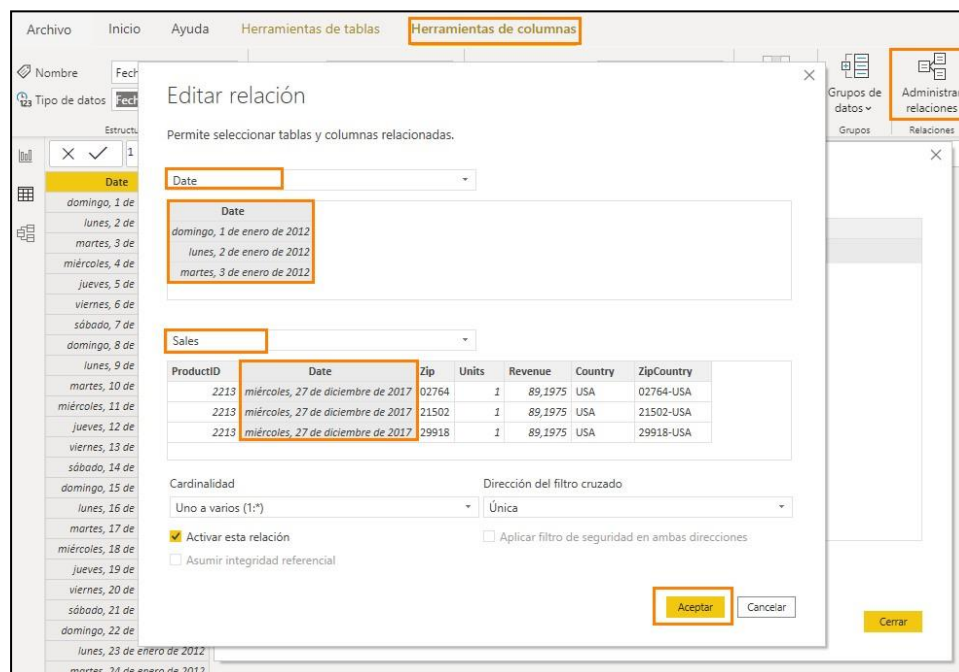 Archivo Inicio Ayuda Herramientas de tablas Herramientas de columnas
Nombre Fech
Tipo de datos Fech
Estructu
Grupos de datos
Grupos
Administrar relaciones
Relaciones
1
Editar relación
Permite seleccionar tablas y columnas relacionadas.
Date
Date
domingo, 1 de enero de 2012
lunes, 2 de enero de 2012
martes, 3 de enero de 2012
Sales
ProductID Date Zip Units Revenue Country ZipCountry
2213 miércoles, 27 de diciembre de 2017 02764 1 89,1975 USA 02764-USA
2213 miércoles, 27 de diciembre de 2017 21502 1 89,1975 USA 21502-USA
2213 miércoles, 27 de diciembre de 2017 29918 1 89,1975 USA 29918-USA
Cardinalidad Dirección del filtro cruzado
Uno a varios (1:*) Única
Activar esta relación Aplicar filtro de seguridad en ambas direcciones
Asumir integridad referencial
Aceptar Cancelar
Cerrar
Date
domingo, 1 de
lunes, 2 de
martes, 3 de
miércoles, 4 de
jueves, 5 de
viernes, 6 de
sábado, 7 de
domingo, 8 de
lunes, 9 de
martes, 10 de
miércoles, 11 de
jueves, 12 de
viernes, 13 de
sábado, 14 de
domingo, 15 de
lunes, 16 de
martes, 17 de
miércoles, 18 de
jueves, 19 de
viernes, 20 de
sábado, 21 de
domingo, 22 de
lunes, 23 de enero de 2012
martes, 24 de enero de 2012